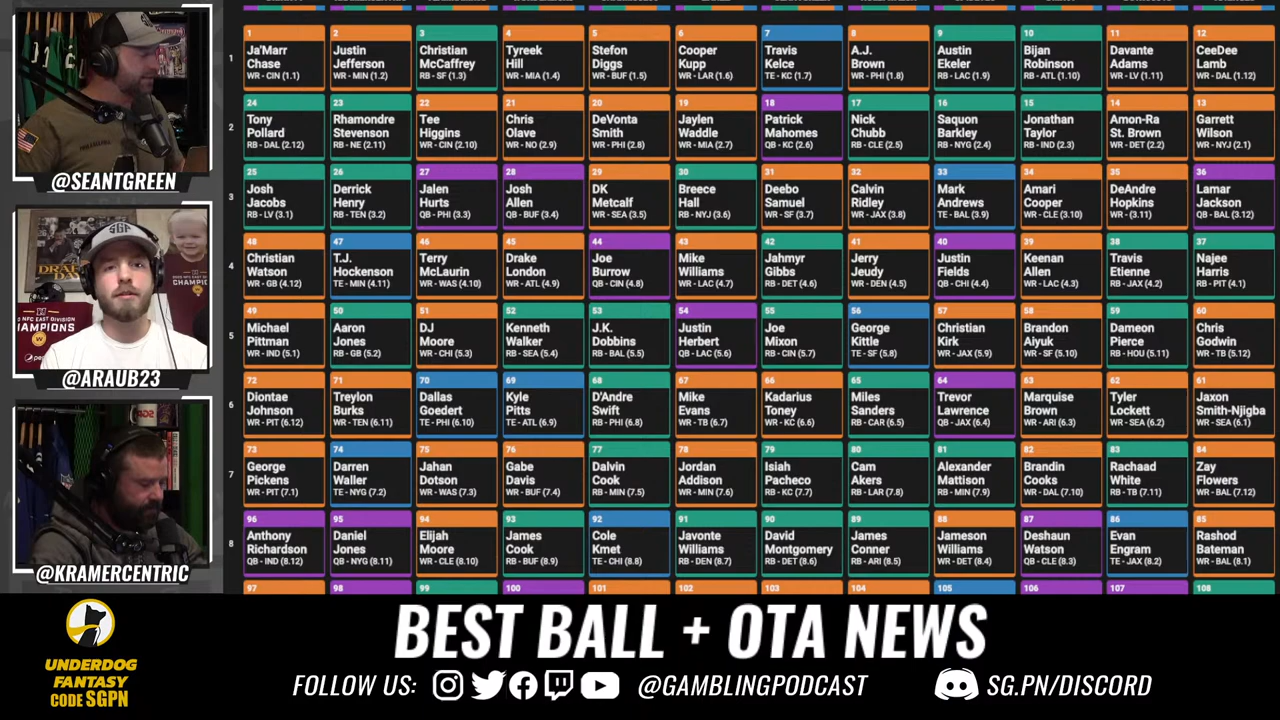 1 2 3 4 5 6 7 8 9 10 11 12
1
Ja'Marr Chase WR - CIN (1.1)
Justin Jefferson WR - MIN (1.2)
Christian McCaffrey RB - SF (1.3)
Tyreek Hill WR - MIA (1.4)
Stefon Diggs WR - BUF (1.5)
Cooper Kupp WR - LAR (1.6)
Travis Kelce TE - KC (1.7)
A.J. Brown WR - PHI (1.8)
Austin Ekeler RB - LAC (1.9)
Bijan Robinson RB - ATL (1.10)
Davante Adams WR - LV (1.11)
CeeDee Lamb WR - DAL (1.12)
24 23 22 21 20 19 18 17 16 15 14 13
2
Tony Pollard RB - DAL (2.12)
Rhamondre Stevenson RB - NE (2.11)
Tee Higgins WR - CIN (2.10)
Chris Olave WR - NO (2.9)
DeVonta Smith WR - PHI (2.8)
Jaylen Waddle WR - MIA (2.7)
Patrick Mahomes QB - KC (2.6)
Nick Chubb RB - CLE (2.5)
Saquon Barkley RB - NYG (2.4)
Jonathan Taylor RB - IND (2.3)
Amon-Ra St. Brown WR - DET (2.2)
Garrett Wilson WR - NYJ (2.1)
25 26 27 28 29 30 31 32 33 34 35 36
3
Josh Jacobs RB - LV (3.1)
Derrick Henry RB - TEN (3.2)
Jalen Hurts QB - PHI (3.3)
Josh Allen QB - BUF (3.4)
DK Metcalf WR - SEA (3.5)
Breece Hall RB - NYJ (3.6)
Deebo Samuel WR - SF (3.7)
Calvin Ridley WR - JAX (3.8)
Mark Andrews TE - BAL (3.9)
Amari Cooper WR - CLE (3.10)
DeAndre Hopkins WR - (3.11)
Lamar Jackson QB - BAL (3.12)
48 47 46 45 44 43 42 41 40 39 38 37
4
Christian Watson WR - GB (4.12)
T.J. Hockenson TE - MIN (4.11)
Terry McLaurin WR - WAS (4.10)
Drake London WR - ATL (4.9)
Joe Burrow QB - CIN (4.8)
Mike Williams WR - LAC (4.7)
Jahmyr Gibbs RB - DET (4.6)
Jerry Jeudy WR - DEN (4.5)
Justin Fields QB - CHI (4.4)
Keenan Allen WR - LAC (4.3)
Travis Etienne RB - JAX (4.2)
Najee Harris RB - PIT (4.1)
49 50 51 52 53 54 55 56 57 58 59 60
5
Michael Pittman WR - IND (5.1)
Aaron Jones RB - GB (5.2)
DJ Moore WR - CHI (5.3)
Kenneth Walker RB - SEA (5.4)
J.K. Dobbins RB - BAL (5.5)
Justin Herbert QB - LAC (5.6)
Joe Mixon RB - CIN (5.7)
George Kittle TE - SF (5.8)
Christian Kirk WR - JAX (5.9)
Brandon Aiyuk WR - SF (5.10)
Dameon Pierce RB - HOU (5.11)
Chris Godwin WR - TB (5.12)
72 71 70 69 68 67 66 65 64 63 62 61
6
Diontae Johnson WR - PIT (6.12)
Treylon Burks WR - TEN (6.11)
Dallas Goedert TE - PHI (6.10)
Kyle Pitts TE - ATL (6.9)
D'Andre Swift RB - PHI (6.8)
Mike Evans WR - TB (6.7)
Kadarius Toney WR - KC (6.6)
Miles Sanders RB - CAR (6.5)
Trevor Lawrence QB - JAX (6.4)
Marquise Brown WR - ARI (6.3)
Tyler Lockett WR - SEA (6.2)
Jaxon Smith-Njigba WR - SEA (6.1)
73 74 75 76 77 78 79 80 81 82 83 84
7
George Pickens WR - PIT (7.1)
Darren Waller TE - NYG (7.2)
Jahan Dotson WR - WAS (7.3)
Gabe Davis WR - BUF (7.4)
Dalvin Cook RB - MIN (7.5)
Jordan Addison WR - MIN (7.6)
Isiah Pacheco RB - KC (7.7)
Cam Akers RB - LAR (7.8)
Alexander Mattison RB - MIN (7.9)
Brandin Cooks WR - DAL (7.10)
Rachaad White RB - TB (7.11)
Zay Flowers WR - BAL (7.12)
96 95 94 93 92 91 90 89 88 87 86 85
8
Anthony Richardson QB - IND (8.12)
Daniel Jones QB - NYG (8.11)
Elijah Moore WR - CLE (8.10)
James Cook RB - BUF (8.9)
Cole Kmet TE - CHI (8.8)
Javonte Williams RB - DEN (8.7)
David Montgomery RB - DET (8.6)
James Conner RB - ARI (8.5)
Jameson Williams WR - DET (8.4)
Deshaun Watson QB - CLE (8.3)
Evan Engram TE - JAX (8.2)
Rashod Bateman WR - BAL (8.1)
97 98 99 100 101 102 103 104 105 106 107 108
@SEANTGREEN
SGP
@ARAUB23
@KRAMERCENTRIC
BEST BALL + OTA NEWS
UNDERDOG
FANTASY
CODE SGPN
FOLLOW US: @GAMBLINGPODCAST SG.PN/DISCORD